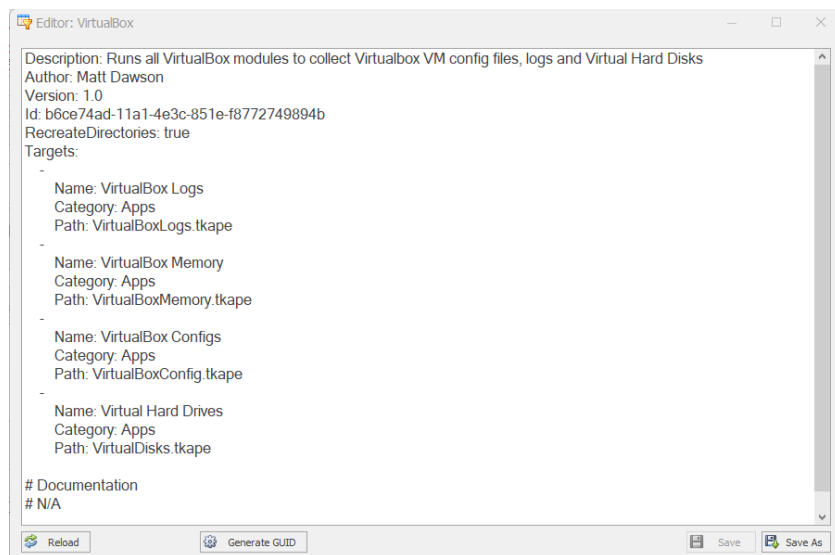 Editor: VirtualBox
Description: Runs all VirtualBox modules to collect Virtualbox VM config files, logs and Virtual Hard Disks
Author: Matt Dawson
Version: 1.0
Id: b6ce74ad-11a1-4e3c-851e-f8772749894b
RecreateDirectories: true
Targets:
-
Name: VirtualBox Logs
Category: Apps
Path: VirtualBoxLogs.tkape
-
Name: VirtualBox Memory
Category: Apps
Path: VirtualBoxMemory.tkape
-
Name: VirtualBox Configs
Category: Apps
Path: VirtualBoxConfig.tkape
-
Name: Virtual Hard Drives
Category: Apps
Path: VirtualDisks.tkape
# Documentation
# N/A
Reload Generate GUID Save Save As